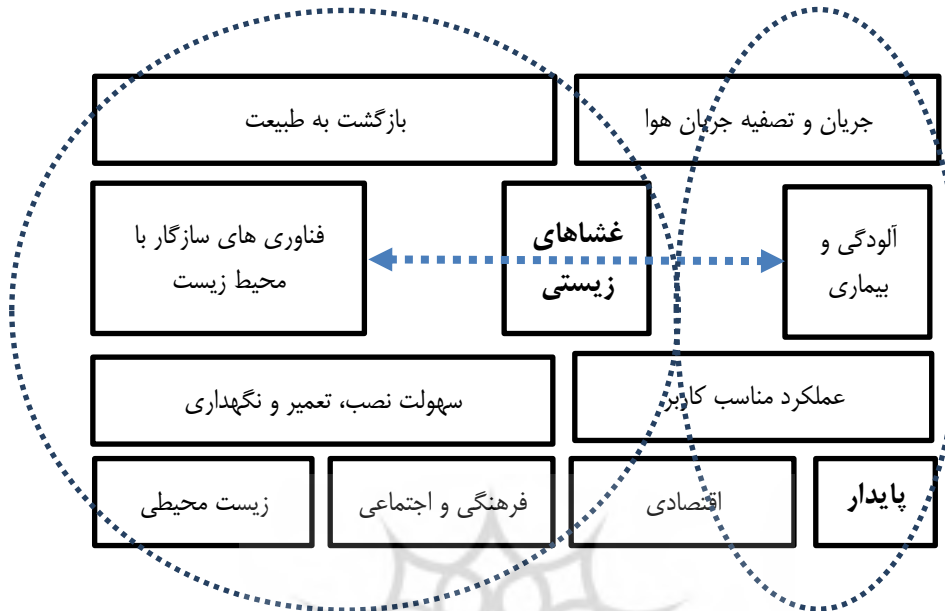 جریان و تصفیه جریان هوا
بازگشت به طبیعت
آلودگی و
بیماری
غشاهای
زیستی
فناوری های سازگار با
محیط زیست
عملکرد مناسب کاربر
سهولت نصب، تعمیر و نگهداری
پایدار
اقتصادی
فرهنگی و اجتماعی
زیست محیطی